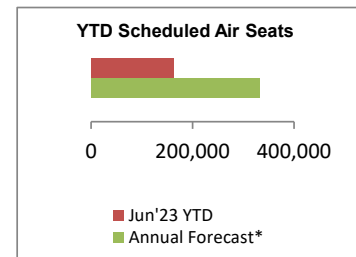 YTD Scheduled Air Seats
0 200,000 400,000
Jun'23 YTD
Annual Forecast*